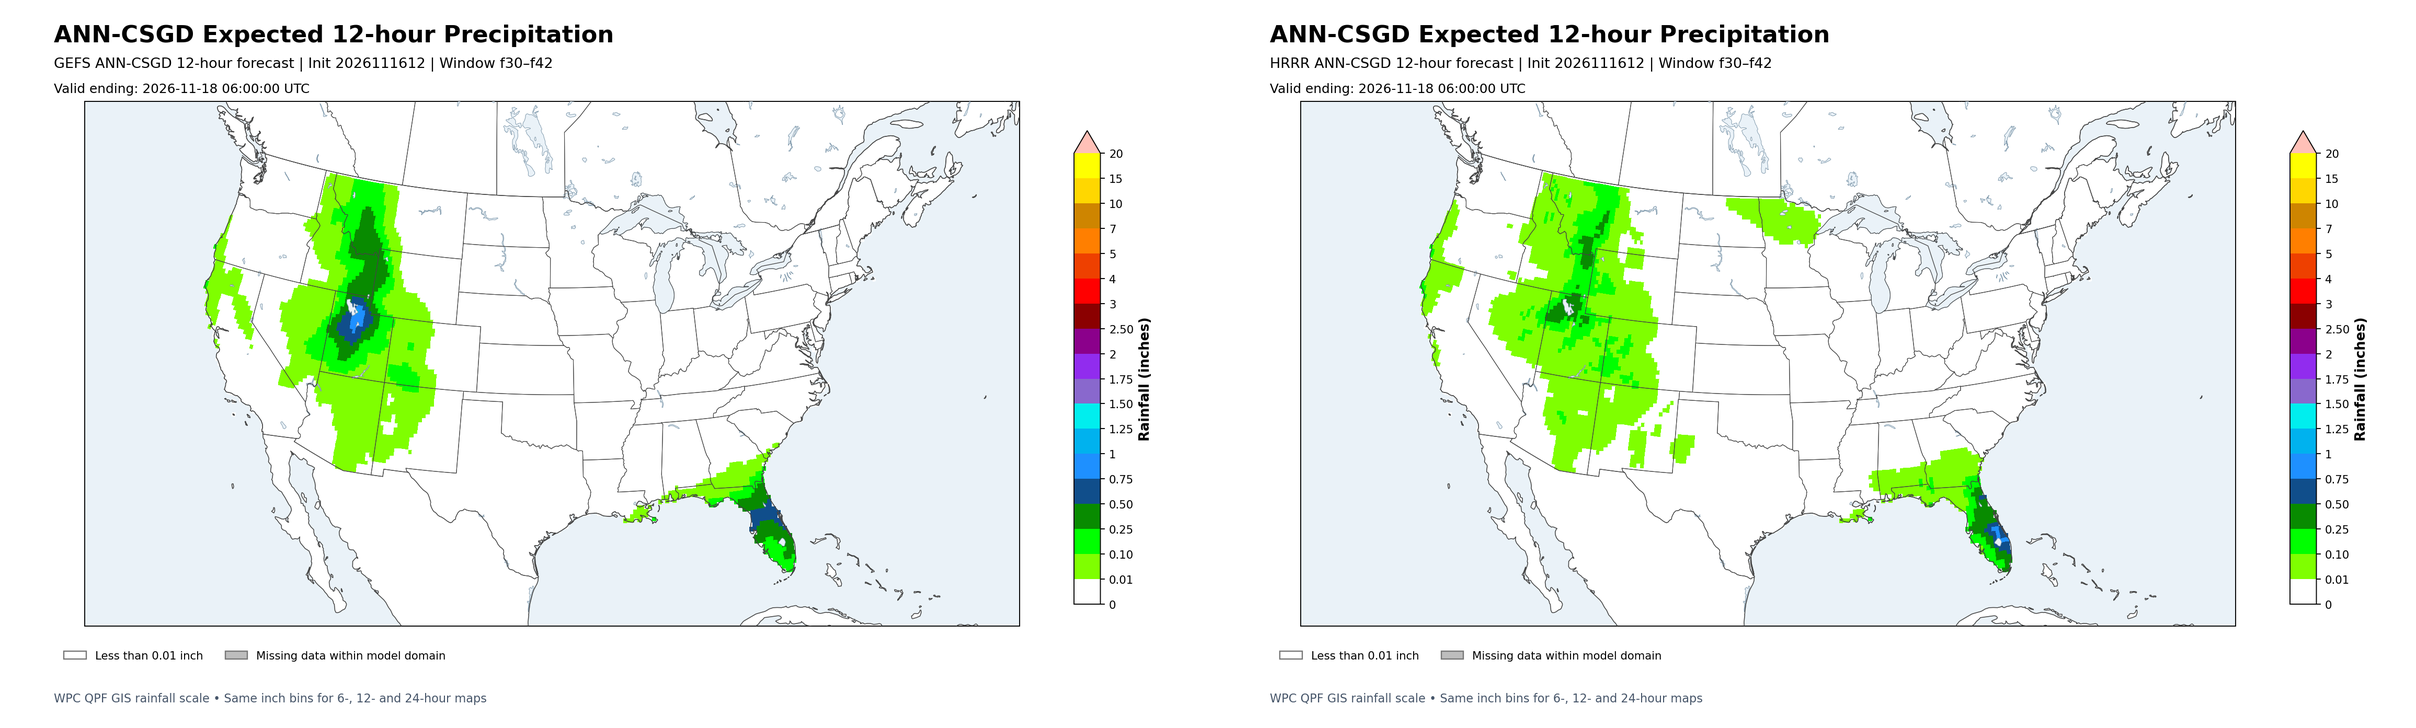 ANN-CSGD Expected 12-hour Precipitation
GEFS ANN-CSGD 12-hour forecast | Init 2026111612 | Window f30–f42
Valid ending: 2026-11-18 06:00:00 UTC
20
15
10
7
5
4
3
2.50
2
1.75
1.50
1.25
1
0.75
0.50
0.25
0.10
0.01
0
Rainfall (inches)
Less than 0.01 inch
Missing data within model domain
WPC QPF GIS rainfall scale • Same inch bins for 6-, 12- and 24-hour maps
ANN-CSGD Expected 12-hour Precipitation
HRRR ANN-CSGD 12-hour forecast | Init 2026111612 | Window f30–f42
Valid ending: 2026-11-18 06:00:00 UTC
20
15
10
7
5
4
3
2.50
2
1.75
1.50
1.25
1
0.75
0.50
0.25
0.10
0.01
0
Rainfall (inches)
Less than 0.01 inch
Missing data within model domain
WPC QPF GIS rainfall scale • Same inch bins for 6-, 12- and 24-hour maps